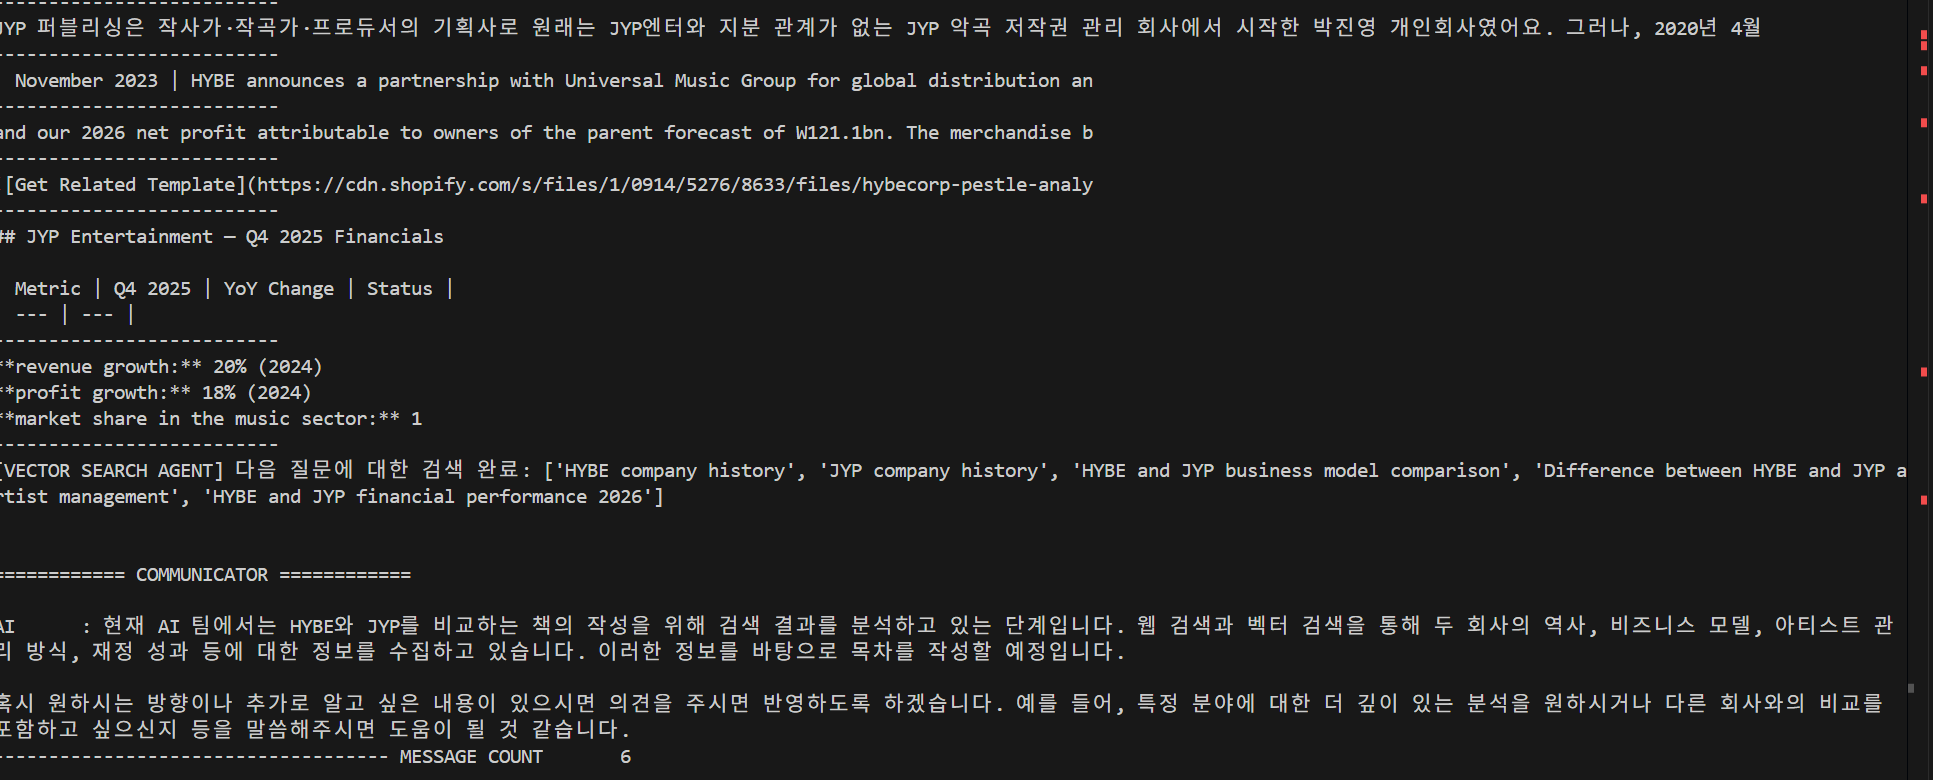 --------------------------
JYP 퍼블리싱은 작사가·작곡가·프로듀서의 기획사로 원래는 JYP엔터와 지분 관계가 없는 JYP 악곡 저작권 관리 회사에서 시작한 박진영 개인회사였어요. 그러나, 2020년 4월
--------------------------
November 2023 | HYBE announces a partnership with Universal Music Group for global distribution an
--------------------------
and our 2026 net profit attributable to owners of the parent forecast of W121.1bn. The merchandise b
--------------------------
[Get Related Template](https://cdn.shopify.com/s/files/1/0914/5276/8633/files/hybecorp-pestle-analy
--------------------------
## JYP Entertainment — Q4 2025 Financials
Metric | Q4 2025 | YoY Change | Status |
--- | --- |
--------------------------
**revenue growth:** 20% (2024)
**profit growth:** 18% (2024)
**market share in the music sector:** 1
--------------------------
[VECTOR SEARCH AGENT] 다음 질문에 대한 검색 완료: ['HYBE company history', 'JYP company history', 'HYBE and JYP business model comparison', 'Difference between HYBE and JYP a
rtist management', 'HYBE and JYP financial performance 2026']
============ COMMUNICATOR ============
AI      : 현재 AI 팀에서는 HYBE와 JYP를 비교하는 책의 작성을 위해 검색 결과를 분석하고 있는 단계입니다. 웹 검색과 벡터 검색을 통해 두 회사의 역사, 비즈니스 모델, 아티스트 관
리 방식, 재정 성과 등에 대한 정보를 수집하고 있습니다. 이러한 정보를 바탕으로 목차를 작성할 예정입니다.
혹시 원하시는 방향이나 추가로 알고 싶은 내용이 있으시면 의견을 주시면 반영하도록 하겠습니다. 예를 들어, 특정 분야에 대한 더 깊이 있는 분석을 원하시거나 다른 회사와의 비교를
포함하고 싶으신지 등을 말씀해주시면 도움이 될 것 같습니다.
------------------------------------ MESSAGE COUNT       6